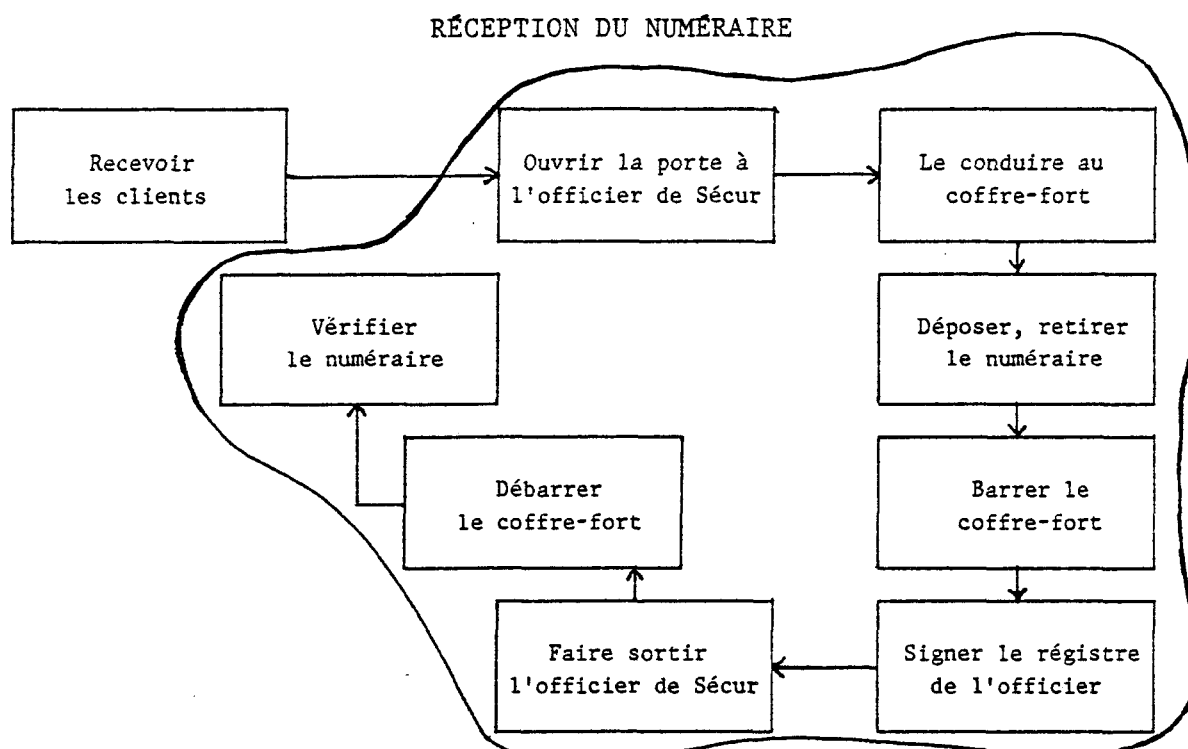 RÉCEPTION DU NUMÉRAIRE
Recevoir
les clients
Ouvrir la porte à
l'officier de Sécur
Le conduire au
coffre-fort
Déposer, retirer
le numéraire
Barrer le
coffre-fort
Signer le régistre
de l'officier
Faire sortir
l'officier de Sécur
Débarrer
le coffre-fort
Vérifier
le numéraire